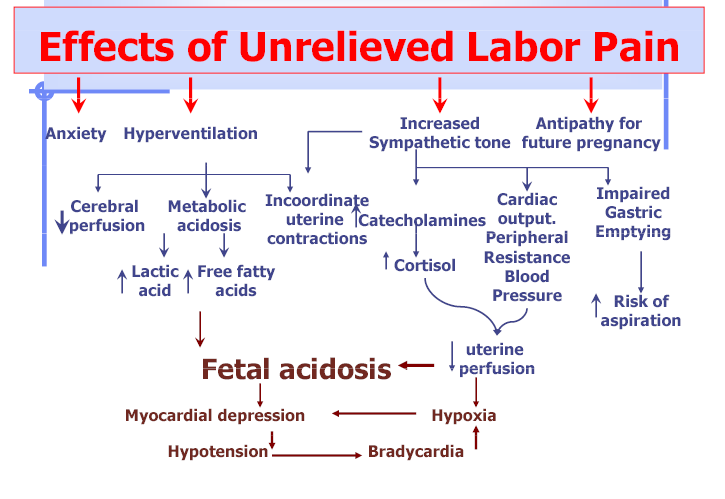 Effects of Unrelieved Labor Pain
Anxiety
Hyperventilation
Increased
Sympathetic tone
Antipathy for
future pregnancy
Cerebral
perfusion
Metabolic
acidosis
Incoordinate
uterine
contractions
Catecholamines
Cardiac
output.
Peripheral
Resistance
Blood
Pressure
Impaired
Gastric
Emptying
Lactic
acid
Free fatty
acids
Cortisol
Risk of
aspiration
uterine
perfusion
Fetal acidosis
Myocardial depression
Hypoxia
Hypotension
Bradycardia